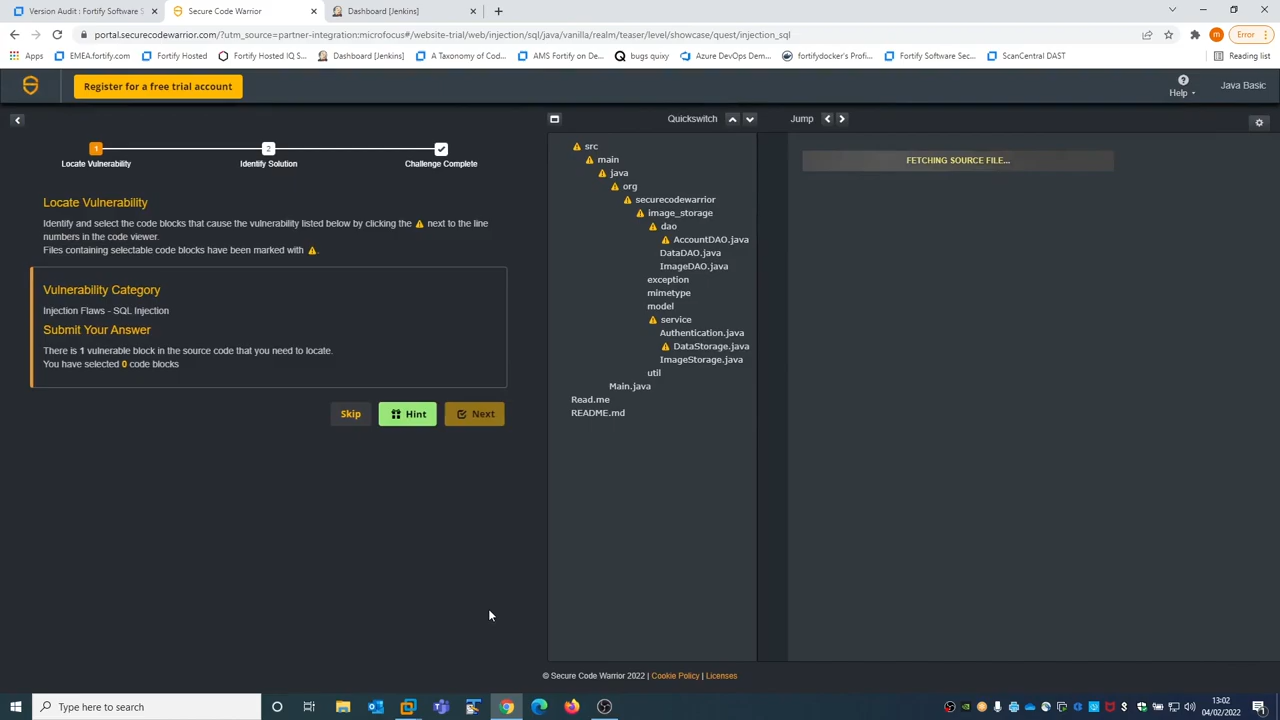 Version Audit : Fortify Software S
Secure Code Warrior
Dashboard [Jenkins]
portal.securecodewarrior.com/?utm_source=partner-integration:microfocus#/website-trial/web/injection/sql/java/vanilla/realm/teaser/level/showcase/quest/injection_sql
m
Error
Apps
EMEA.fortify.com
Fortify Hosted
Fortify Hosted IQ S...
Dashboard [Jenkins]
A Taxonomy of Cod...
AMS Fortify on De...
bugs quixy
Azure DevOps Dem...
fortifydocker's Profi...
Fortify Software Sec...
ScanCentral DAST
Reading list
Register for a free trial account
Help
Java Basic
Quickswitch
Jump
1
2
Locate Vulnerability
Identify Solution
Challenge Complete
Locate Vulnerability
Identify and select the code blocks that cause the vulnerability listed below by clicking the next to the line
numbers in the code viewer.
Files containing selectable code blocks have been marked with .
Vulnerability Category
Injection Flaws - SQL Injection
Submit Your Answer
There is 1 vulnerable block in the source code that you need to locate.
You have selected 0 code blocks
Skip
Hint
Next
src
main
java
org
securecodewarrior
image_storage
dao
AccountDAO.java
DataDAO.java
ImageDAO.java
exception
mimetype
model
service
Authentication.java
DataStorage.java
ImageStorage.java
util
Main.java
Read.me
README.md
FETCHING SOURCE FILE...
© Secure Code Warrior 2022 | Cookie Policy | Licenses
Type here to search
13:02
04/02/2022